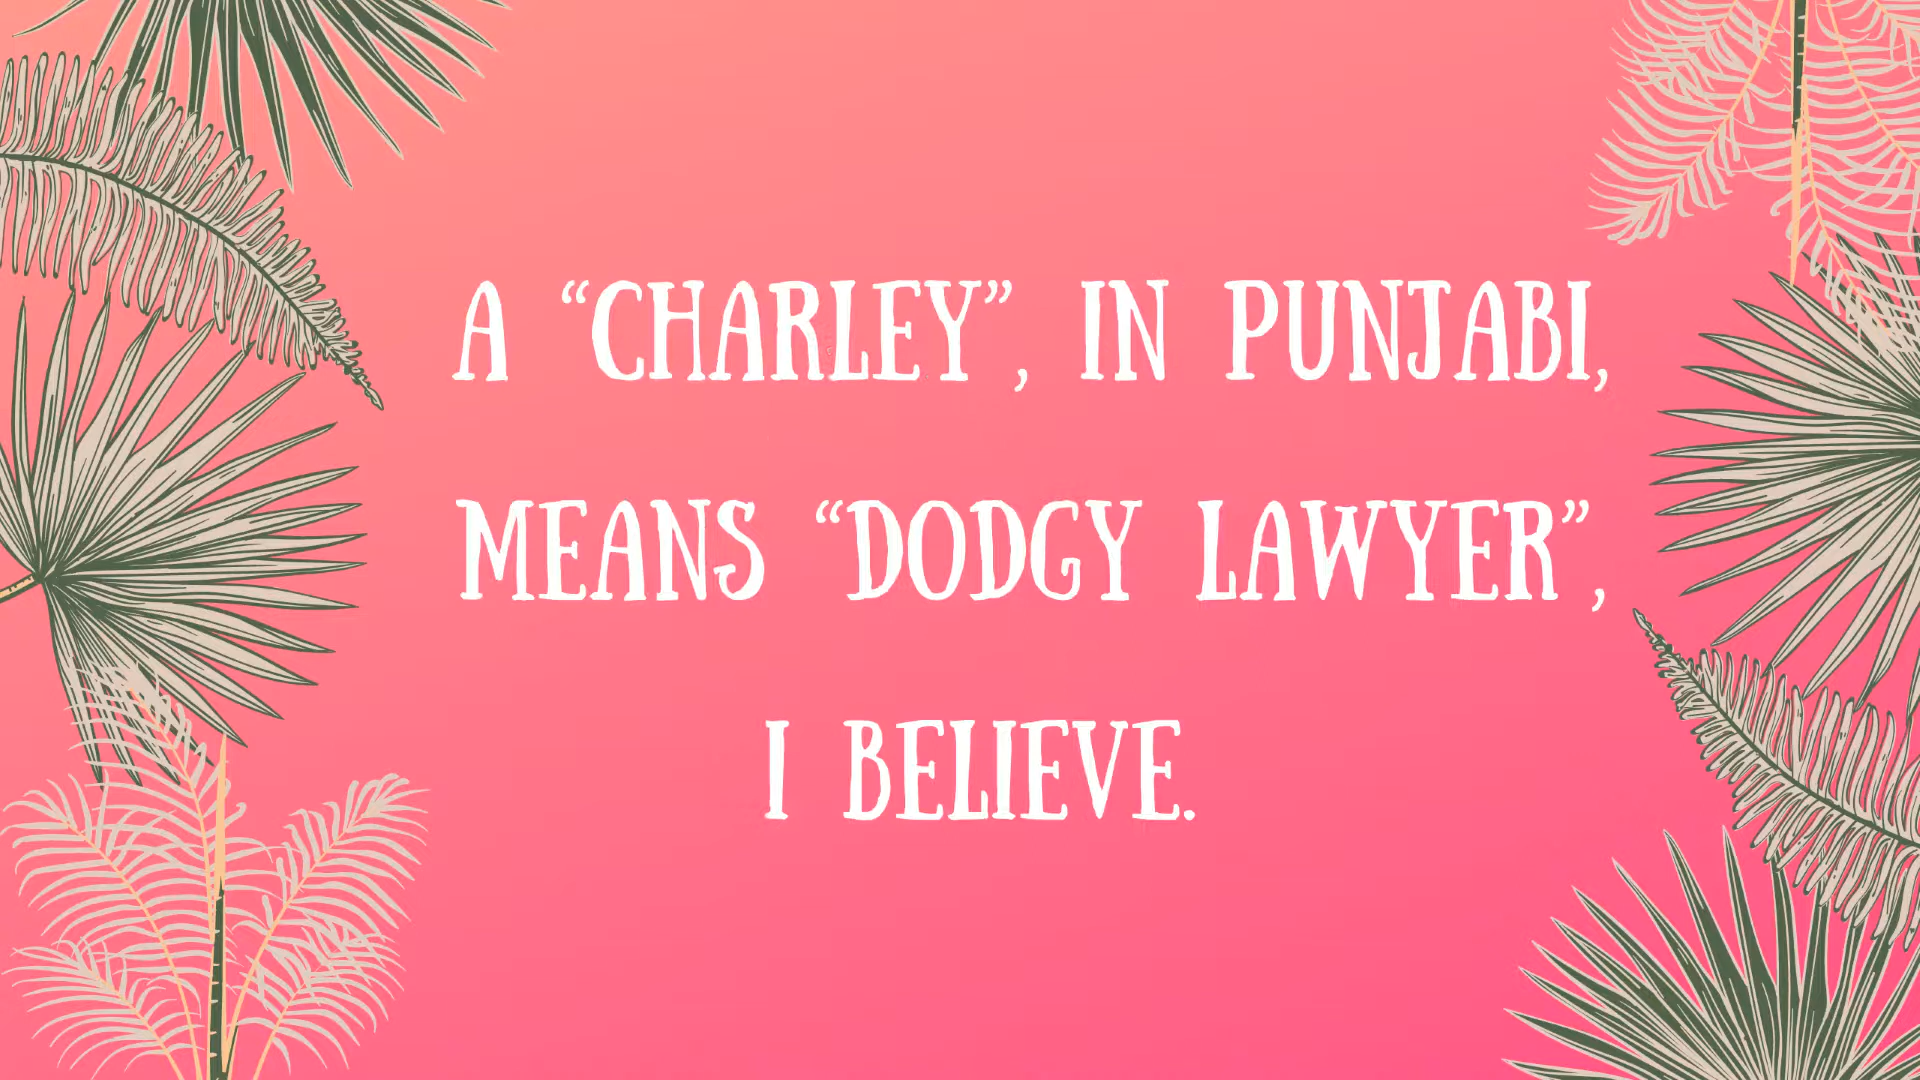 A “CHARLEY”, IN PUNJABI,
MEANS “DODGY LAWYER”,
I BELIEVE.